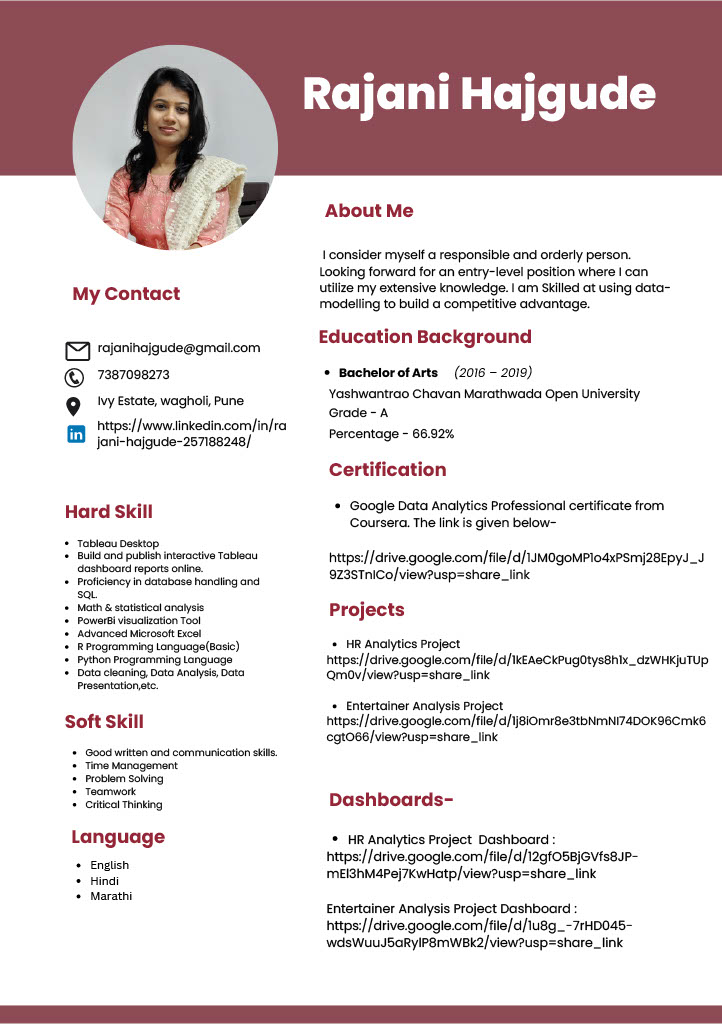 Rajani Hajgude
My Contact
rajanihajgude@gmail.com
7387098273
Ivy Estate, wagholi, Pune
https://www.linkedin.com/in/ra
jani-hajgude-257188248/
Hard Skill
• Tableau Desktop
• Build and publish interactive Tableau
dashboard reports online.
• Proficiency in database handling and
SQL.
• Math & statistical analysis
• PowerBi visualization Tool
• Advanced Microsoft Excel
• R Programming Language(Basic)
• Python Programming Language
• Data cleaning, Data Analysis, Data
Presentation,etc.
Soft Skill
• Good written and communication skills.
• Time Management
• Problem Solving
• Teamwork
• Critical Thinking
Language
• English
• Hindi
• Marathi
About Me
I consider myself a responsible and orderly person.
Looking forward for an entry-level position where I can
utilize my extensive knowledge. I am Skilled at using data-
modelling to build a competitive advantage.
Education Background
• Bachelor of Arts (2016 – 2019)
Yashwantrao Chavan Marathwada Open University
Grade - A
Percentage - 66.92%
Certification
• Google Data Analytics Professional certificate from
Coursera. The link is given below-
https://drive.google.com/file/d/1JM0goMP1o4xPSmj28EpyJ_J
9Z3STnICo/view?usp=share_link
Projects
• HR Analytics Project
https://drive.google.com/file/d/1kEAeCkPug0tys8h1x_dzWHKjuTUp
Qm0v/view?usp=share_link
• Entertainer Analysis Project
https://drive.google.com/file/d/1j8iOmr8e3tbNmNI74DOK96Cmk6
cgtO66/view?usp=share_link
Dashboards-
• HR Analytics Project  Dashboard :
https://drive.google.com/file/d/12gfO5BjGVfs8JP-
mEl3hM4Pej7KwHatp/view?usp=share_link
Entertainer Analysis Project Dashboard :
https://drive.google.com/file/d/1u8g_-7rHD045-
wdsWuuJ5aRylP8mWBk2/view?usp=share_link